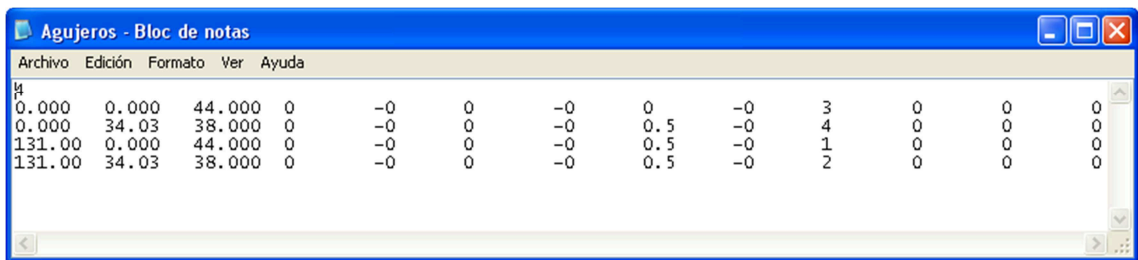 Agujeros - Bloc de notas
Archivo Edición Formato Ver Ayuda
4
0.000 0.000 44.000 0 -0 0 -0 0 -0 3 0 0 0
0.000 34.03 38.000 0 -0 0 -0 0.5 -0 4 0 0 0
131.00 0.000 44.000 0 -0 0 -0 0.5 -0 1 0 0 0
131.00 34.03 38.000 0 -0 0 -0 0.5 -0 2 0 0 0